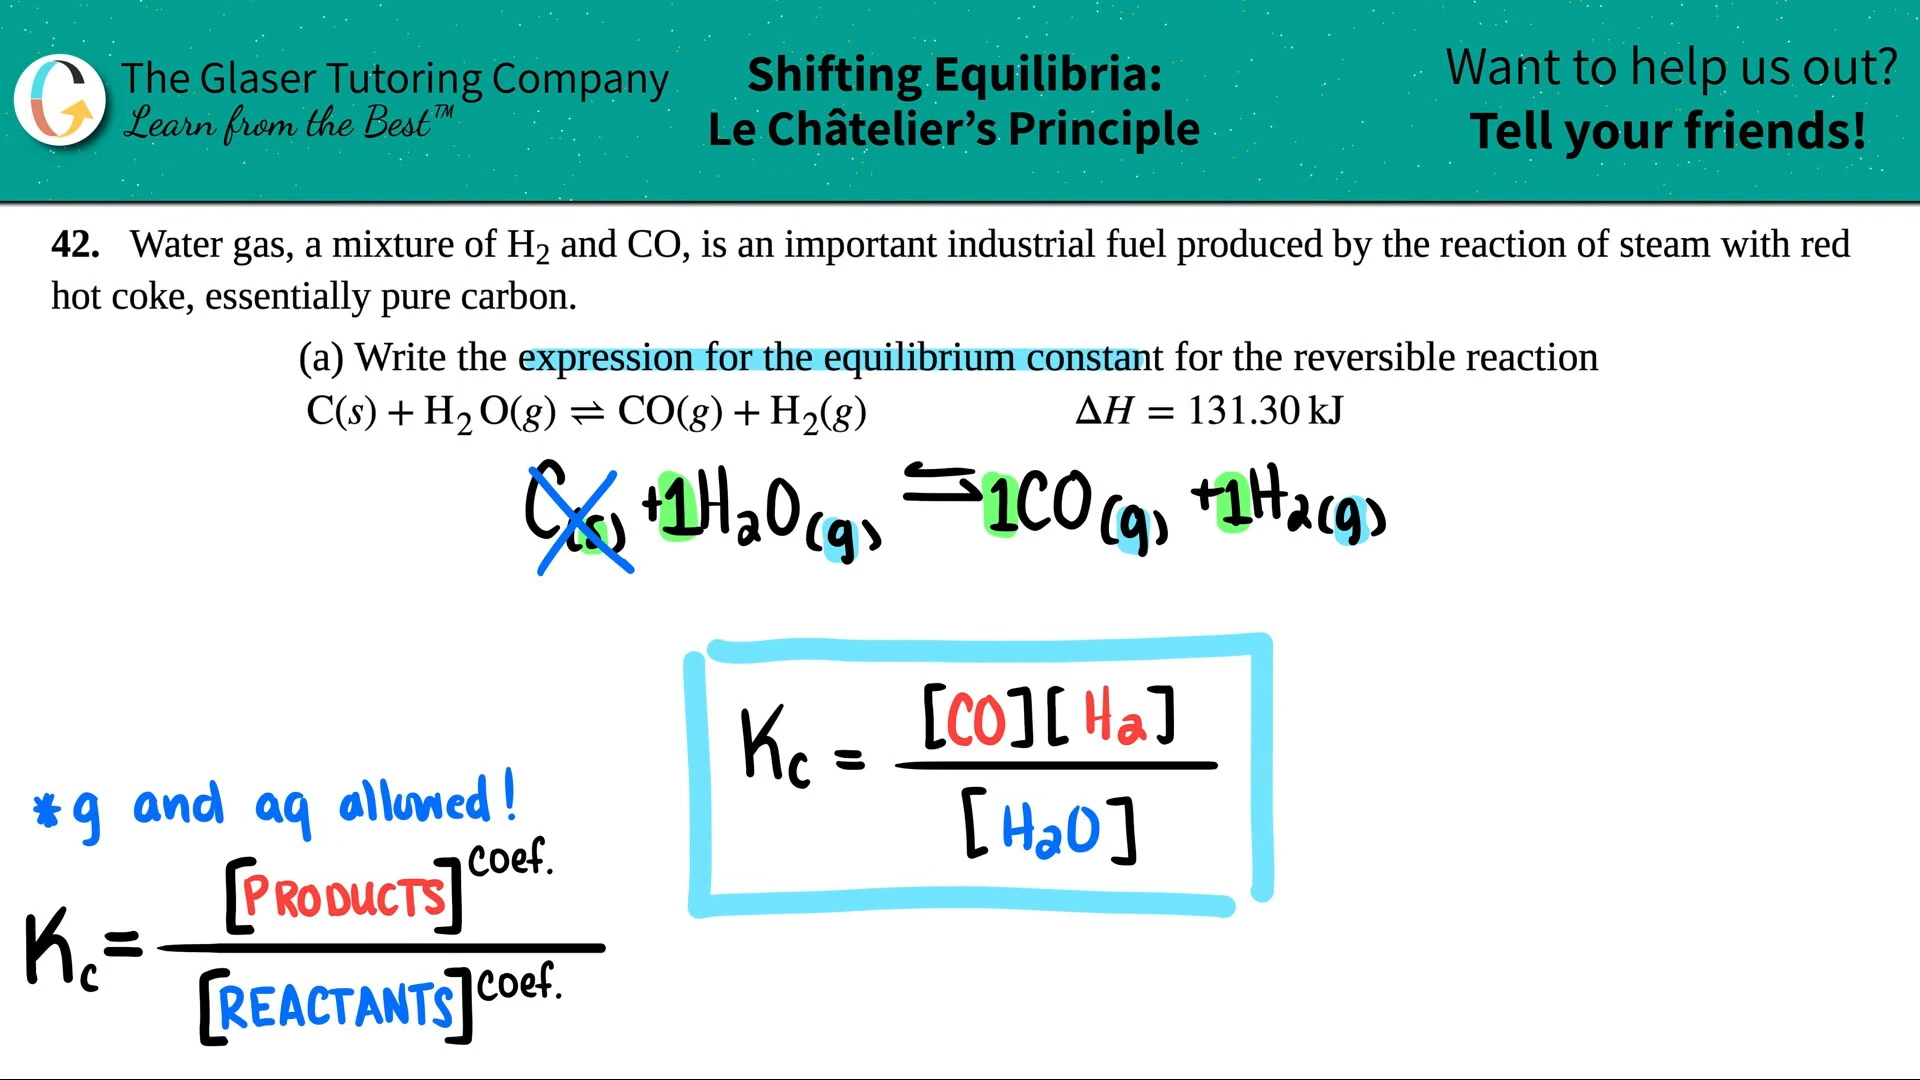 The Glaser Tutoring Company
Learn from the Best™
Shifting Equilibria:
Le Châtelier's Principle
Want to help us out?
Tell your friends!
42. Water gas, a mixture of H₂ and CO, is an important industrial fuel produced by the reaction of steam with red
hot coke, essentially pure carbon.
(a) Write the expression for the equilibrium constant for the reversible reaction
C(s) + H₂ O(g) ⇌ CO(g) + H₂(g) ΔH = 131.30 kJ
C(s) + 1H₂O(g) ⇌ 1CO(g) + 1H₂(g)
Kc = [CO][H₂] / [H₂O]
*g and aq allowed!
Kc = [PRODUCTS]^coef. / [REACTANTS]^coef.